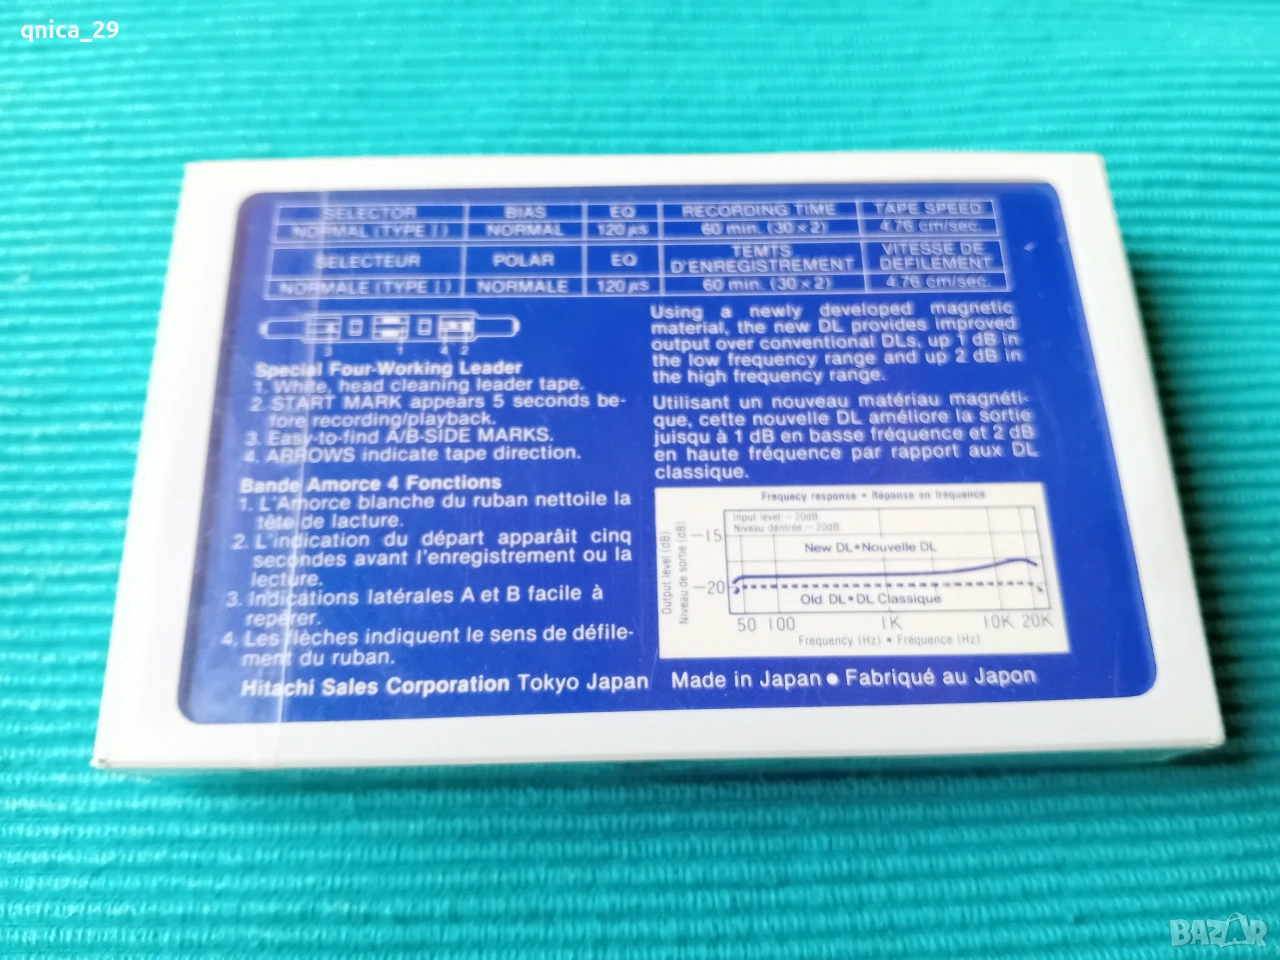 qnica_29
SELECTOR BIAS EQ RECORDING TIME TAPE SPEED
NORMAL (TYPE I) NORMAL 120 µs 60 min. (30 × 2) 4.76 cm/sec.
SELECTEUR POLAR EQ TEMTS D'ENREGISTREMENT VITESSE DE DEFILEMENT
NORMALE (TYPE I) NORMALE 120 µs 60 min. (30 × 2) 4.76 cm/sec.
3 1 4 2
Special Four-Working Leader
1. White, head cleaning leader tape.
2. START MARK appears 5 seconds be-
fore recording/playback.
3. Easy-to-find A/B-SIDE MARKS.
4. ARROWS indicate tape direction.
Bande Amorce 4 Fonctions
1. L'Amorce blanche du ruban nettoile la
tête de lacture.
2. L'indication du départ apparâit cinq
secondes avant l'enregistrement ou la
lecture.
3. Indications latérales A et B facile à
repérer.
4. Les flèches indiquent le sens de défile-
ment du ruban.
Using a newly developed magnetic
material, the new DL provides improved
output over conventional DLs, up 1 dB in
the low frequency range and up 2 dB in
the high frequency range.
Utilisant un nouveau matériau magnéti-
que, cette nouvelle DL améliore la sortie
juisqu à 1 dB en basse fréquence et 2 dB
en haute fréquence par rapport aux DL
classique.
Frequecy response • Réponse en fréquence
Input level −20dB
Niveau dentrée −20dB
Output level (dB)
Niveau de sortie (dB)
−15
New DL • Nouvelle DL
−20
Old DL • DL Classique
50 100 1K 10K 20K
Frequency (Hz) • Fréquence (Hz)
Hitachi Sales Corporation Tokyo Japan Made in Japan ● Fabriqué au Japon
BAZAR